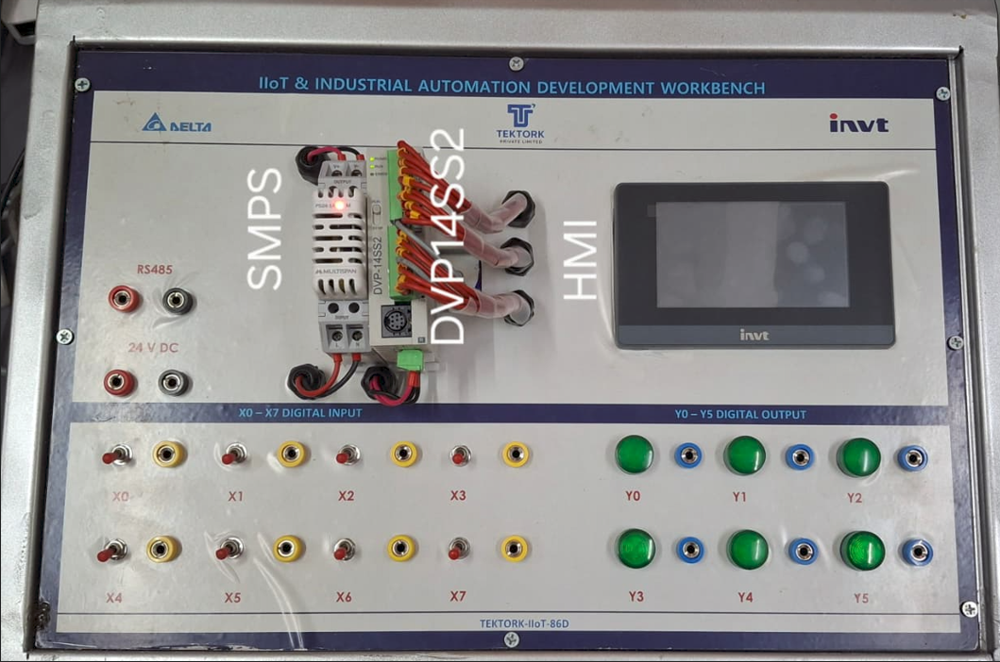 IIoT & INDUSTRIAL AUTOMATION DEVELOPMENT WORKBENCH
DELTA
TEKTORK
PRIVATE LIMITED
invt
SMPS
DVP-14SS2
DVP14SS2
HMI
OUTPUT
MULTISPAN
INPUT
invt
RS485
24 V DC
X0 – X7 DIGITAL INPUT
Y0 – Y5 DIGITAL OUTPUT
X0 X1 X2 X3
Y0 Y1 Y2
X4 X5 X6 X7
Y3 Y4 Y5
TEKTORK-IIoT-86D